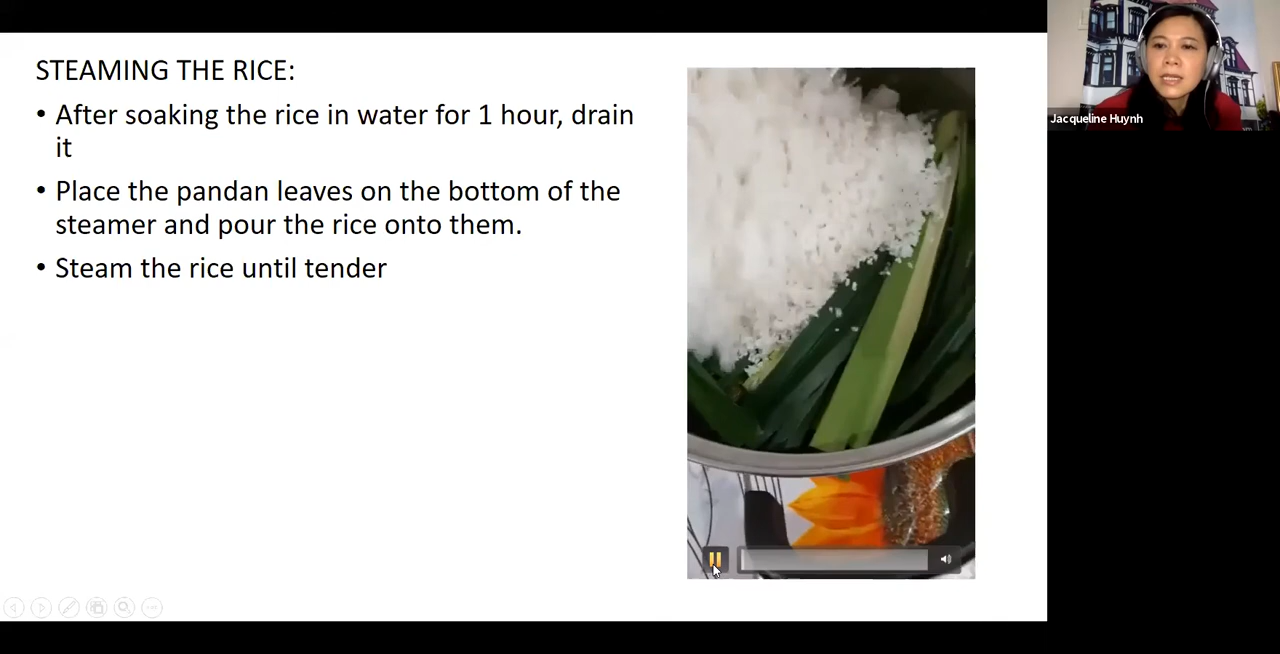 STEAMING THE RICE:
• After soaking the rice in water for 1 hour, drain
it
• Place the pandan leaves on the bottom of the
steamer and pour the rice onto them.
• Steam the rice until tender
Jacqueline Huynh